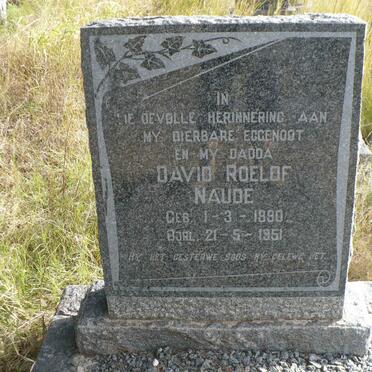 IN
LIEFDEVOLLE HERINNERING AAN
MY DIERBARE EGGENOOT
EN MY DADDA
DAVID ROELOF
NAUDE
GEB. 1-3-1880
OORL. 21-5-1951
HY HET GESTERWE SOOS HY GELEWE HET.